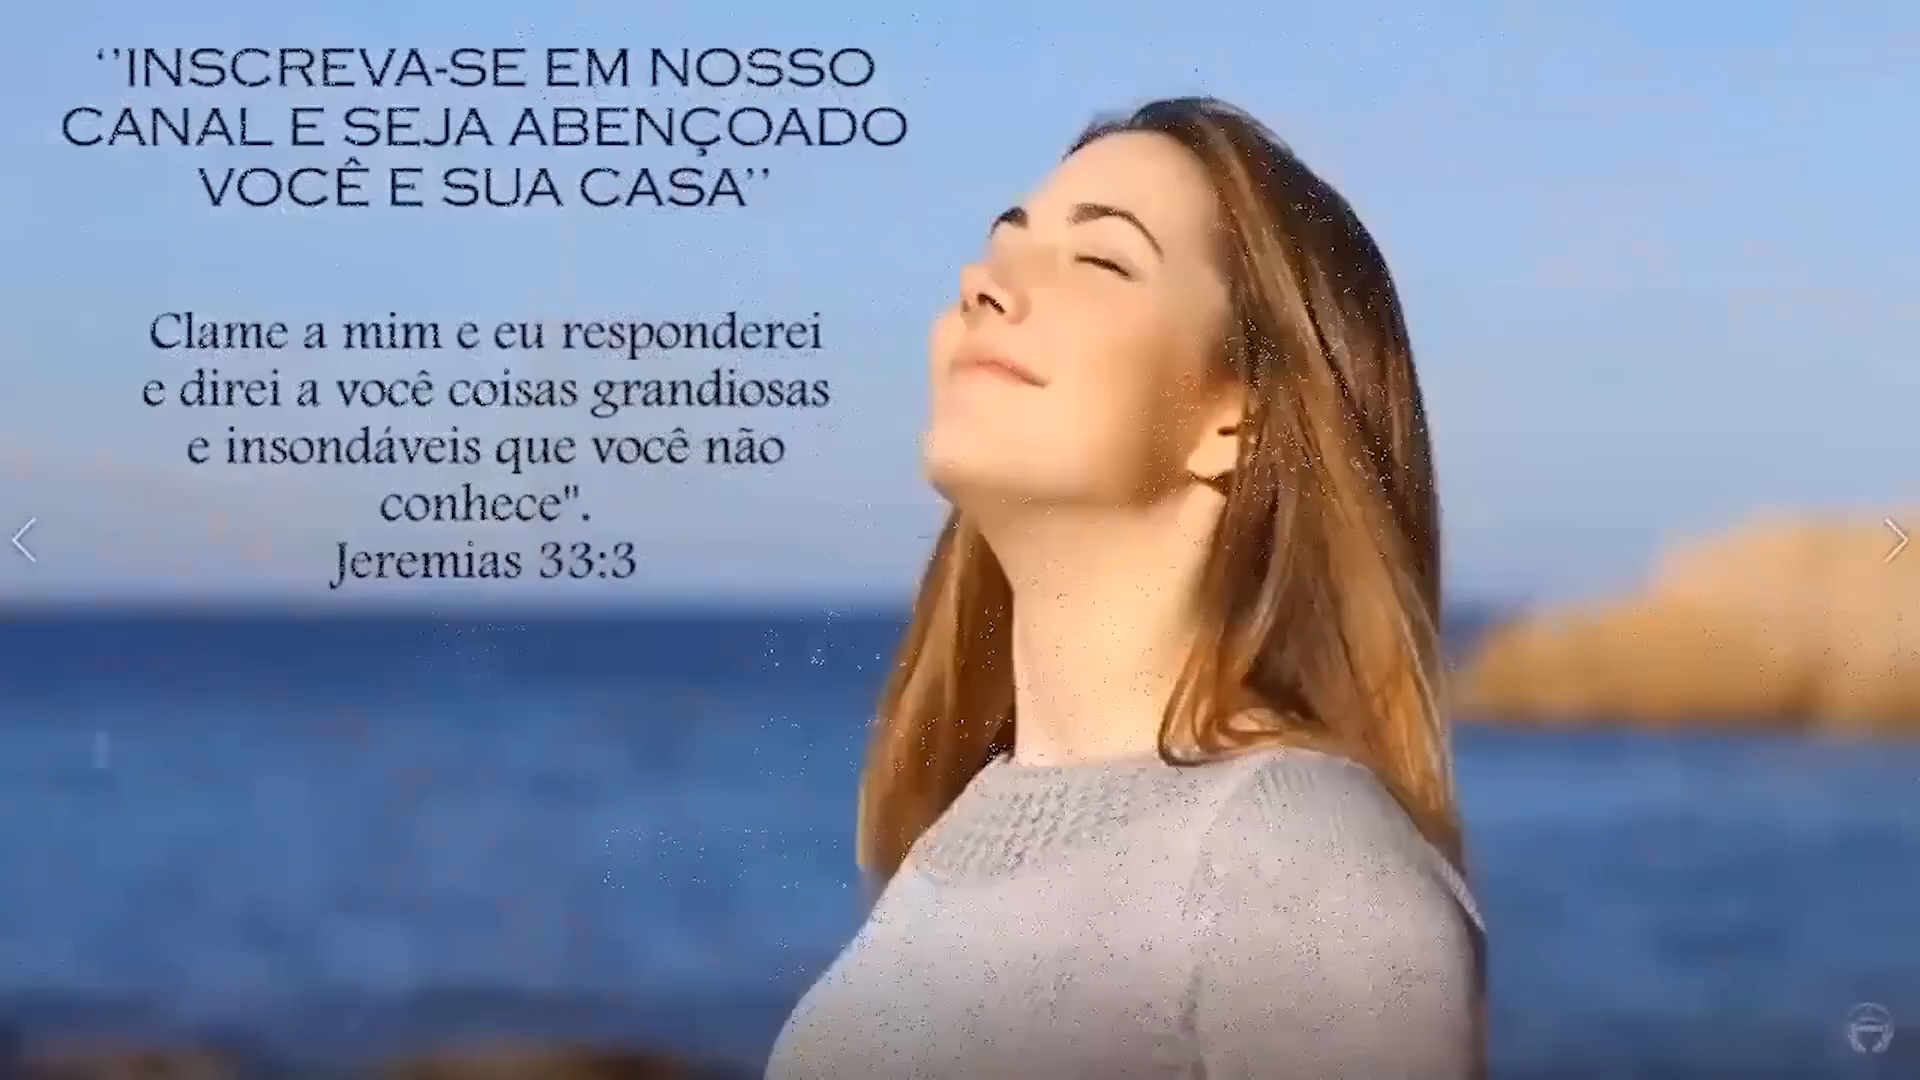 ‘’INSCREVA-SE EM NOSSO
CANAL E SEJA ABENÇOADO
VOCÊ E SUA CASA’’
Clame a mim e eu responderei
e direi a você coisas grandiosas
e insondáveis que você não
conhece".
Jeremias 33:3